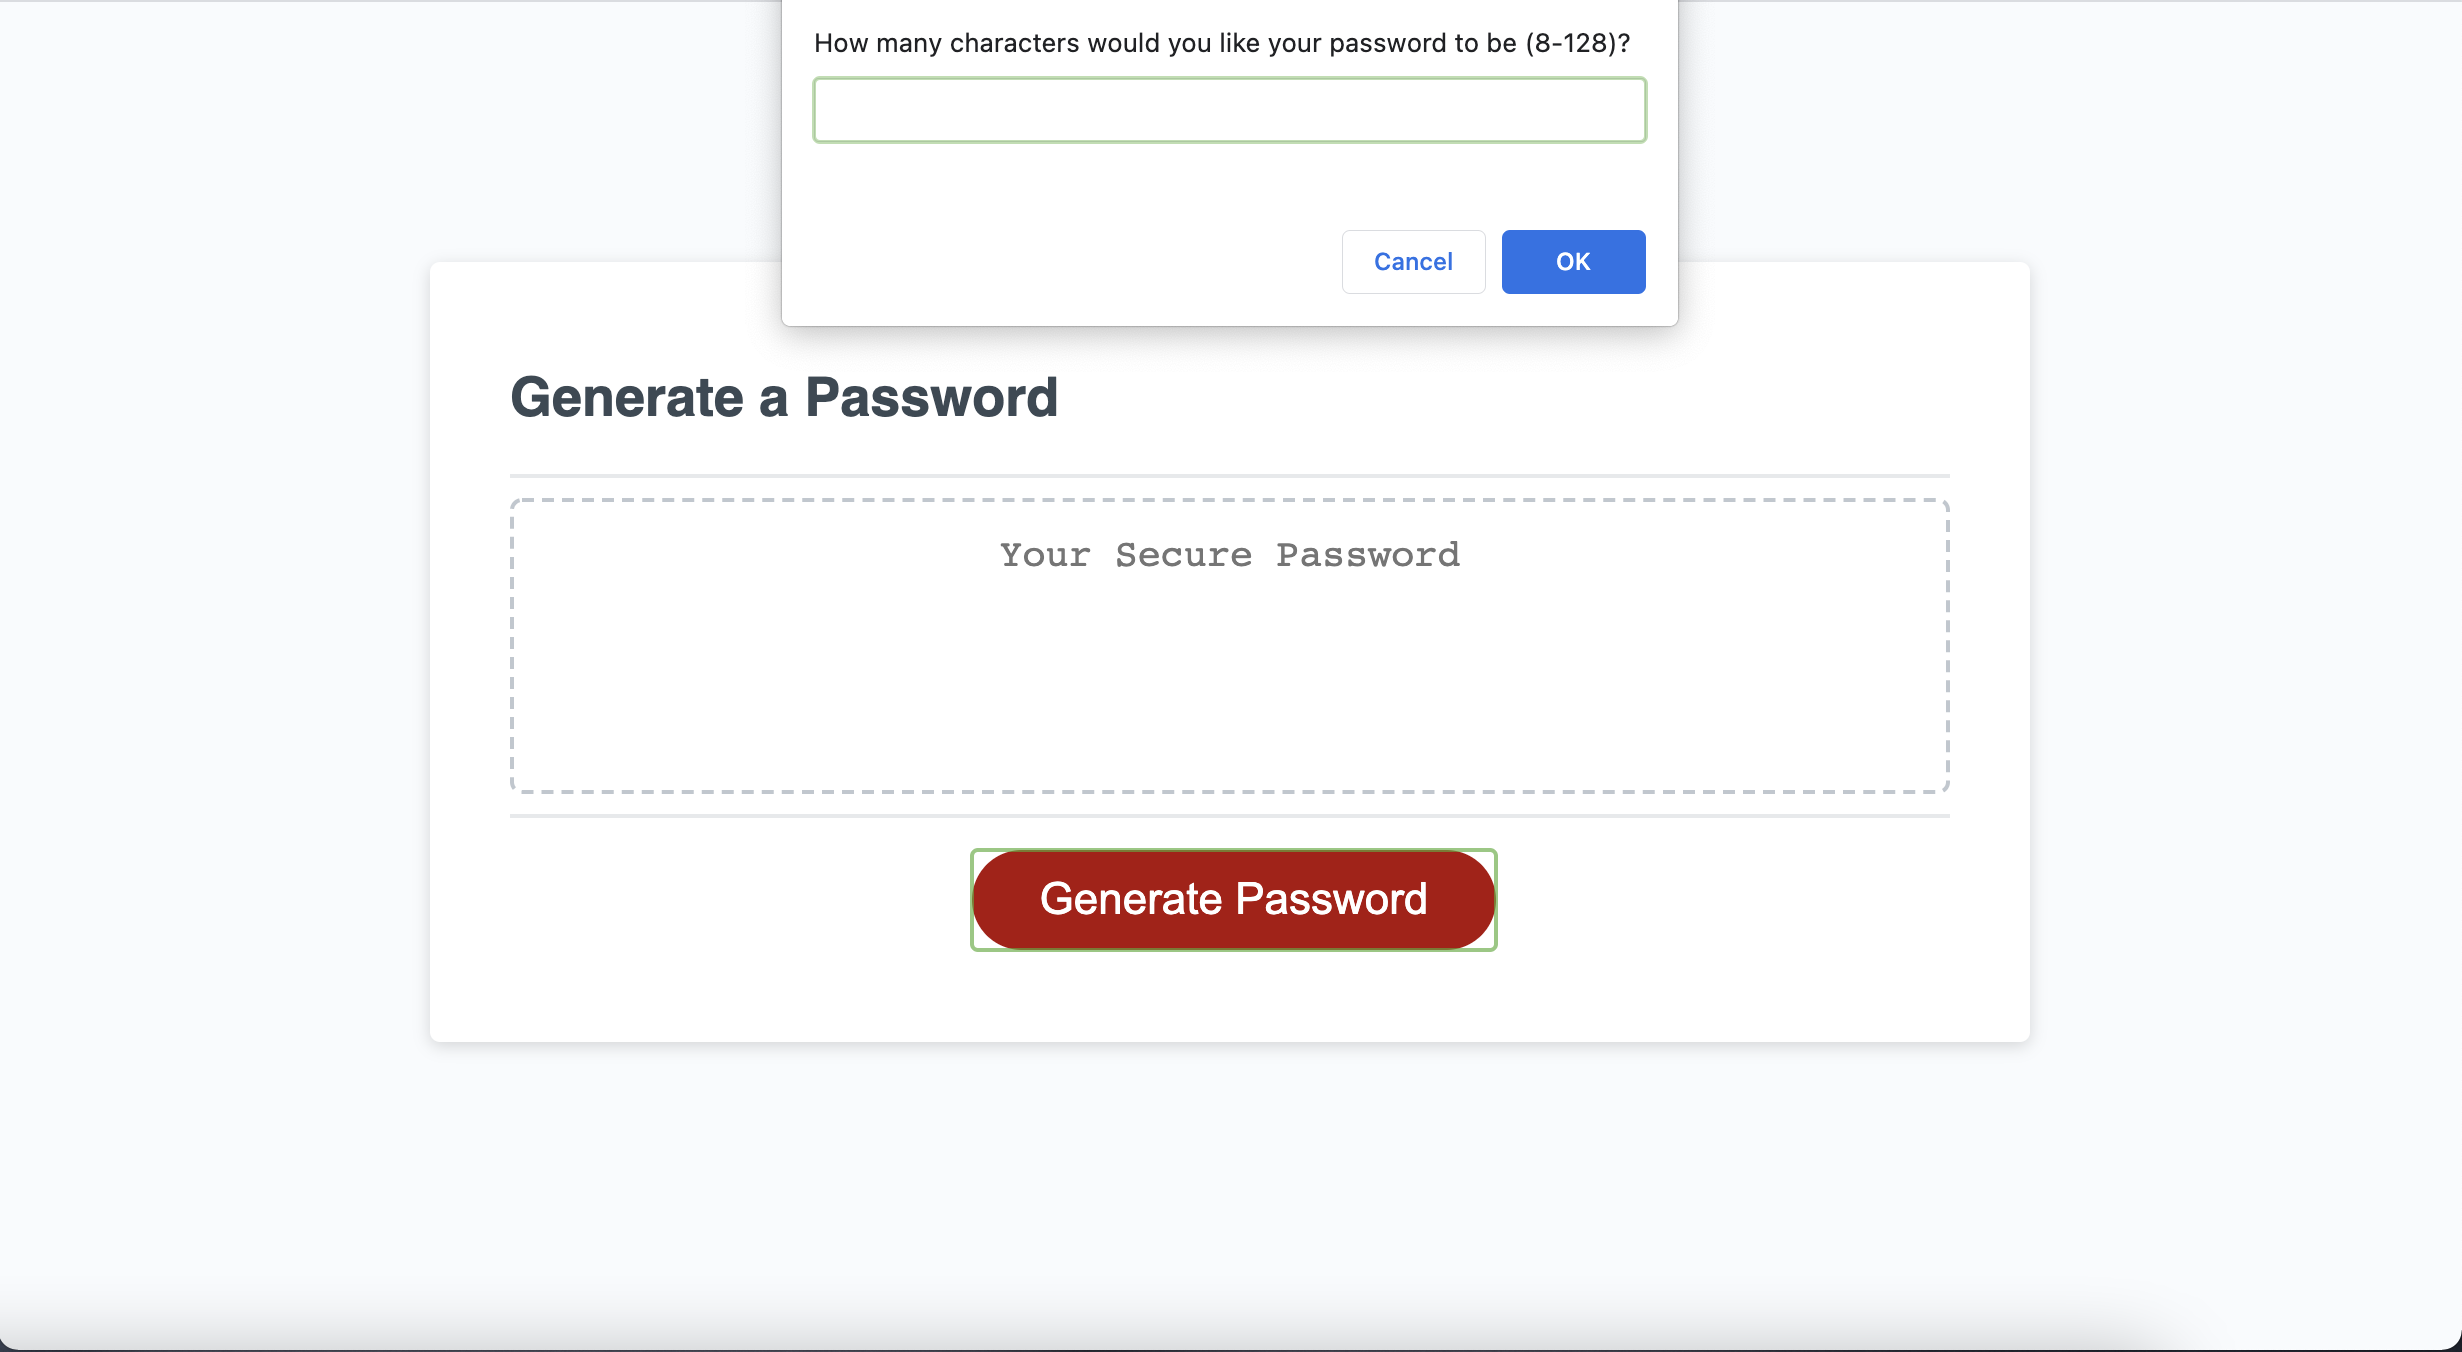 How many characters would you like your password to be (8-128)?
Cancel
OK
Generate a Password
Your Secure Password
Generate Password